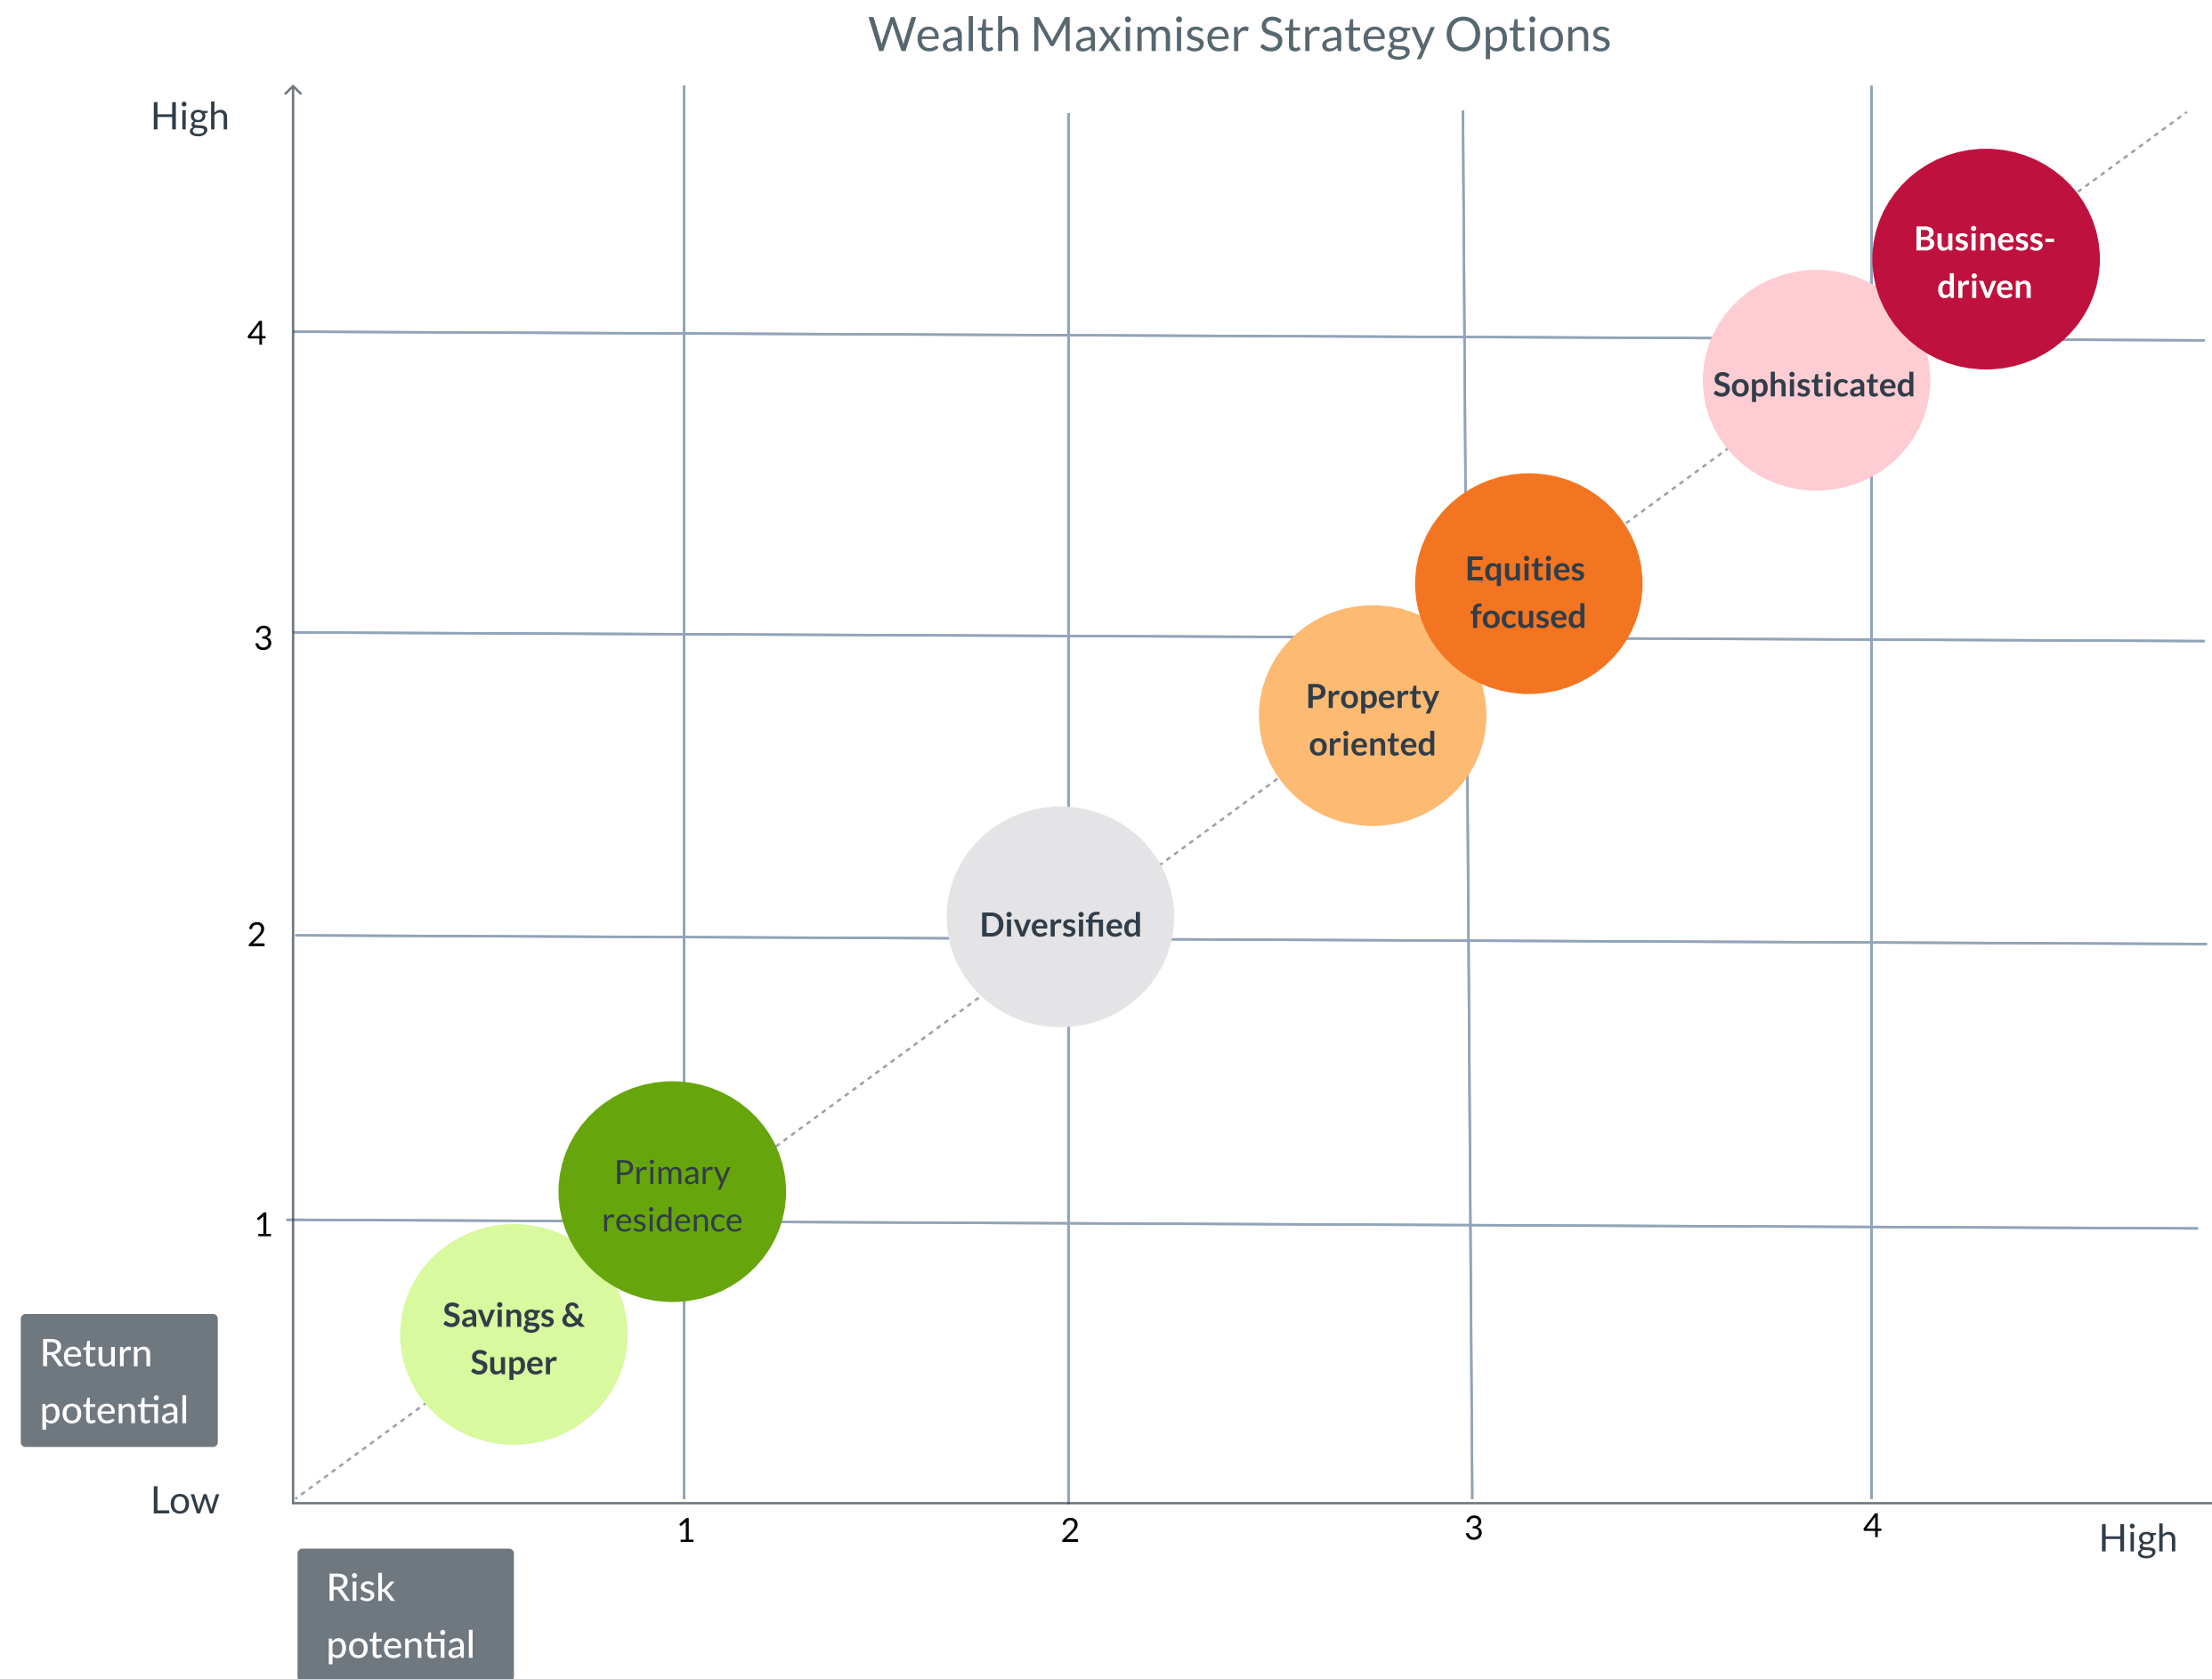 Wealth Maximiser Strategy Options
High
Business-
driven
4
Sophisticated
Equities
focused
3
Property
oriented
2
Diversified
Primary
residence
1
Savings &
Super
Return
potential
Low
1
2
3
4
High
Risk
potential